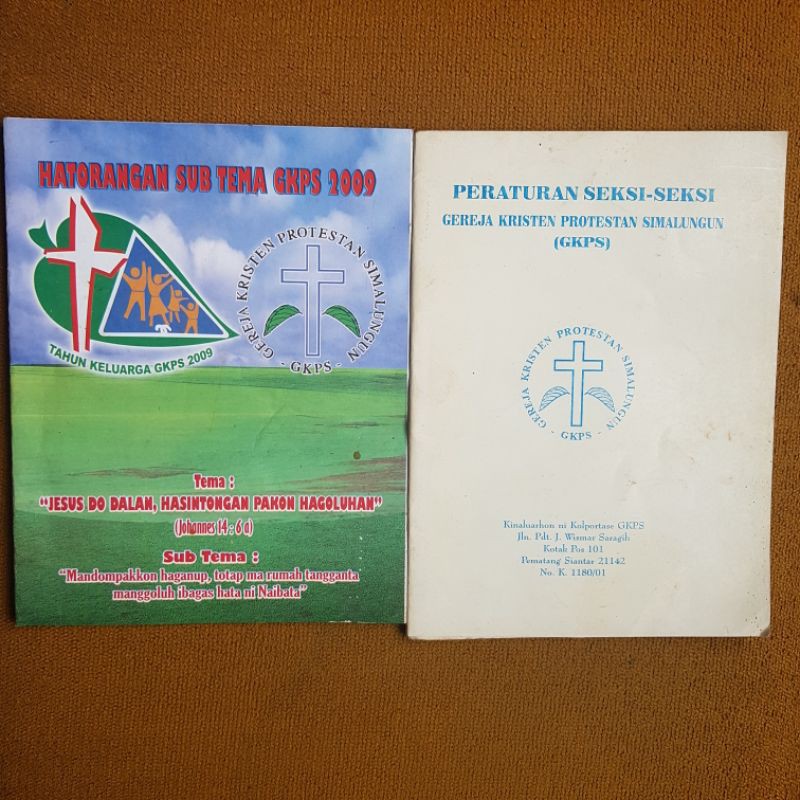 HATORANGAN SUB TEMA GKPS 2009
TAHUN KELUARGA GKPS 2009
GEREJA KRISTEN PROTESTAN SIMALUNGUN
- GKPS -
Tema :
"JESUS DO DALAN, HASINTONGAN PAKON HAGOLUHAN"
(Johannes 14 : 6 a)
Sub Tema :
"Mandompakkon haganup, totap ma rumah tangganta
manggoluh ibagas hata ni Naibata"
PERATURAN SEKSI-SEKSI
GEREJA KRISTEN PROTESTAN SIMALUNGUN
(GKPS)
GEREJA KRISTEN PROTESTAN SIMALUNGUN
- GKPS -
Kinaluarhon ni Kolportase GKPS
Jln. Pdt. J. Wismar Saragih
Kotak Pos 101
Pematang Siantar 21142
No. K. 1180/01